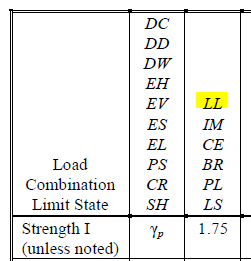 DC
DD
DW
EH
EV LL
ES IM
EL CE
Load PS BR
Combination CR PL
Limit State SH LS
Strength I γp 1.75
(unless noted)